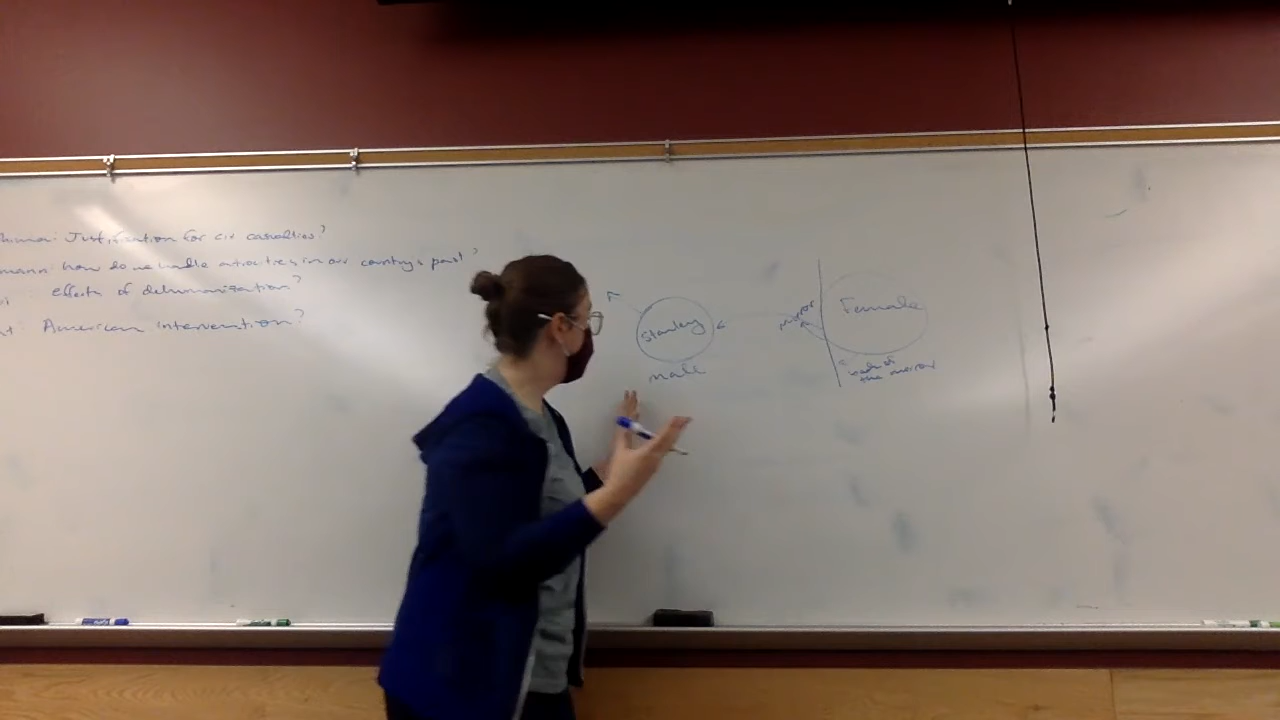 Justification for civ casualties?
how do we handle atrocities in our country's past?
effects of dehumanization?
American intervention?
Stanley
male
mirror
Female
back of
the mirror